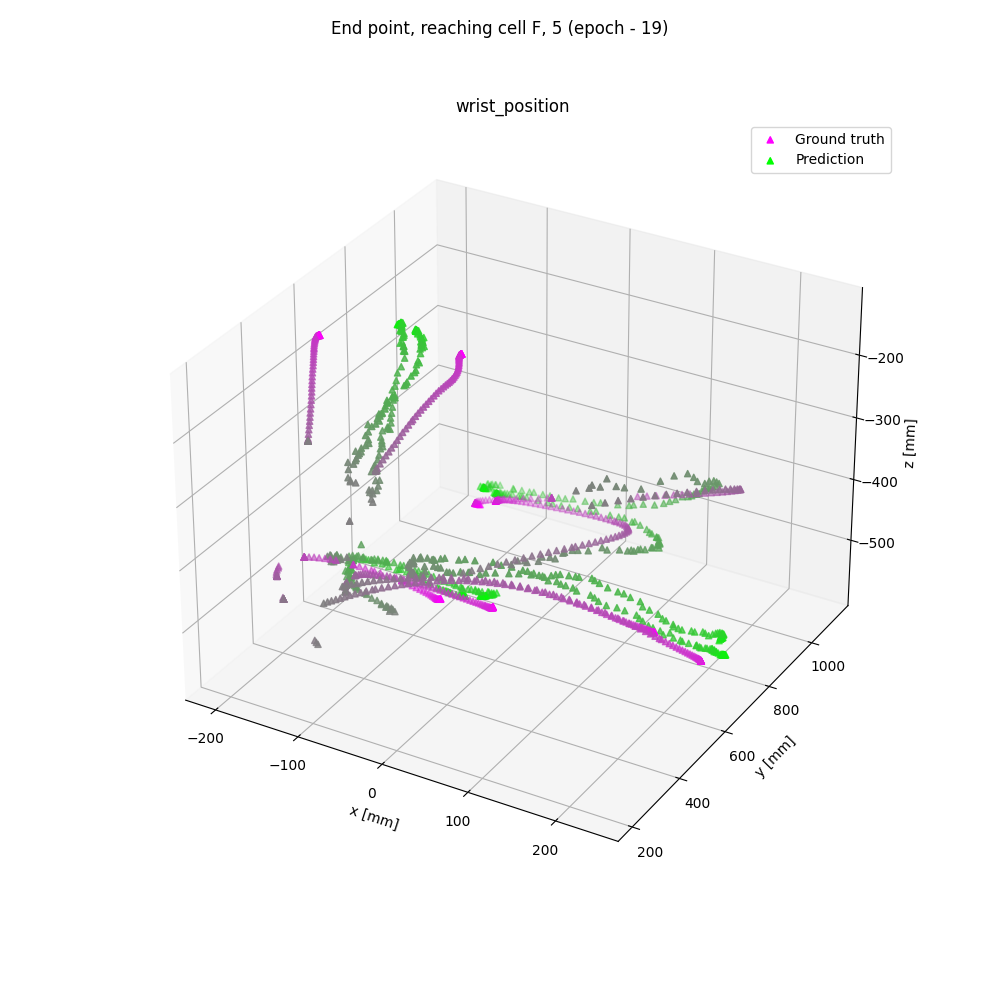 End point, reaching cell F, 5 (epoch - 19)
wrist_position
Ground truth
Prediction
−200
−300
−400
−500
z [mm]
1000
800
600
400
200
y [mm]
−200
−100
0
100
200
x [mm]